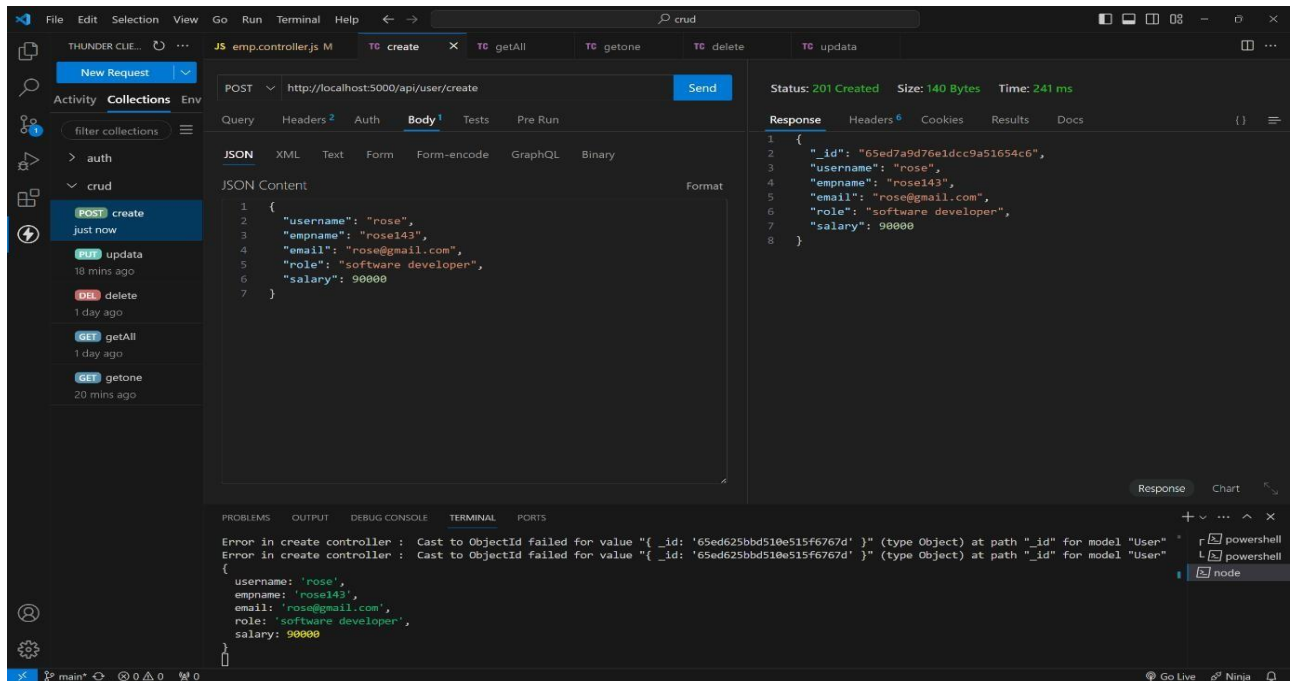 File Edit Selection View Go Run Terminal Help
crud
THUNDER CLIE...
New Request
Activity Collections Env
filter collections
auth
crud
POST create
just now
PUT updata
18 mins ago
DEL delete
1 day ago
GET getAll
1 day ago
GET getone
20 mins ago
JS emp.controller.js M
TC create
TC getAll
TC getone
TC delete
TC updata
POST http://localhost:5000/api/user/create Send
Query Headers 2 Auth Body 1 Tests Pre Run
JSON XML Text Form Form-encode GraphQL Binary
JSON Content Format
1 {
2 "username": "rose",
3 "empname": "rose143",
4 "email": "rose@gmail.com",
5 "role": "software developer",
6 "salary": 90000
7 }
Status: 201 Created Size: 140 Bytes Time: 241 ms
Response Headers 6 Cookies Results Docs {}
1 {
2 "_id": "65ed7a9d76e1dcc9a51654c6",
3 "username": "rose",
4 "empname": "rose143",
5 "email": "rose@gmail.com",
6 "role": "software developer",
7 "salary": 90000
8 }
Response Chart
PROBLEMS OUTPUT DEBUG CONSOLE TERMINAL PORTS
Error in create controller : Cast to ObjectId failed for value "{ _id: '65ed625bbd510e515f6767d' }" (type Object) at path "_id" for model "User"
Error in create controller : Cast to ObjectId failed for value "{ _id: '65ed625bbd510e515f6767d' }" (type Object) at path "_id" for model "User"
{
username: 'rose',
empname: 'rose143',
email: 'rose@gmail.com',
role: 'software developer',
salary: 90000
}
powershell
powershell
node
main* 0 0 0 Go Live Ninja